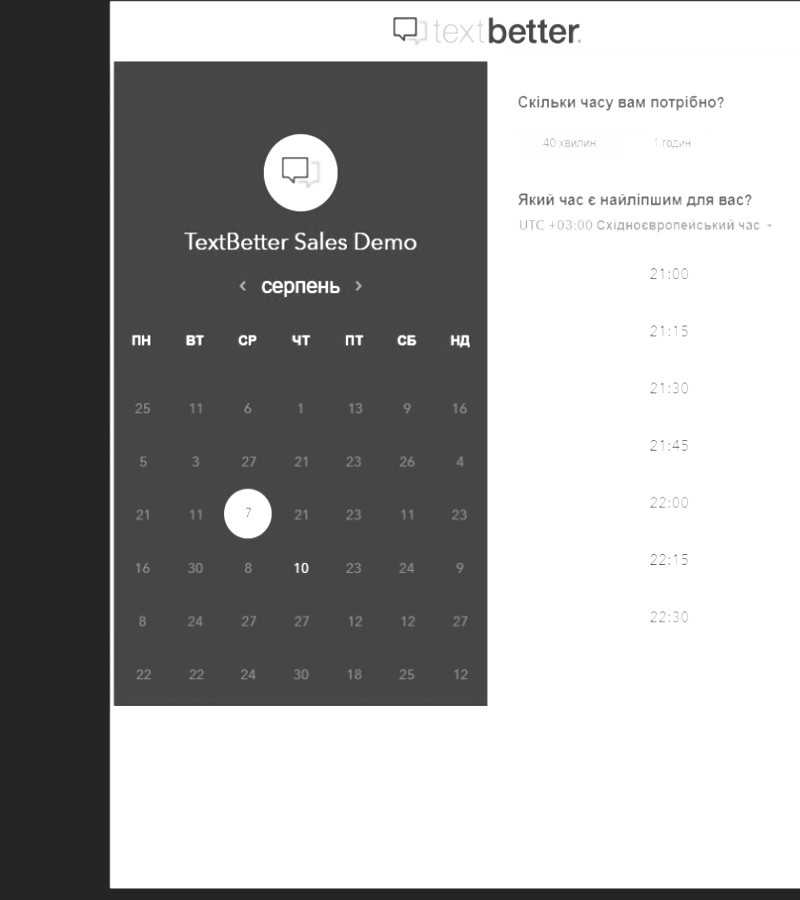 textbetter.
TextBetter Sales Demo
‹ серпень ›
ПН ВТ СР ЧТ ПТ СБ НД
25 11 6 1 13 9 16
5 3 27 21 23 26 4
21 11 7 21 23 11 23
16 30 8 10 23 24 9
8 24 27 27 12 12 27
22 22 24 30 18 25 12
Скільки часу вам потрібно?
40 хвилин 1 годин
Який час є найліпшим для вас?
UTC +03:00 Східноєвропейський час
21:00
21:15
21:30
21:45
22:00
22:15
22:30